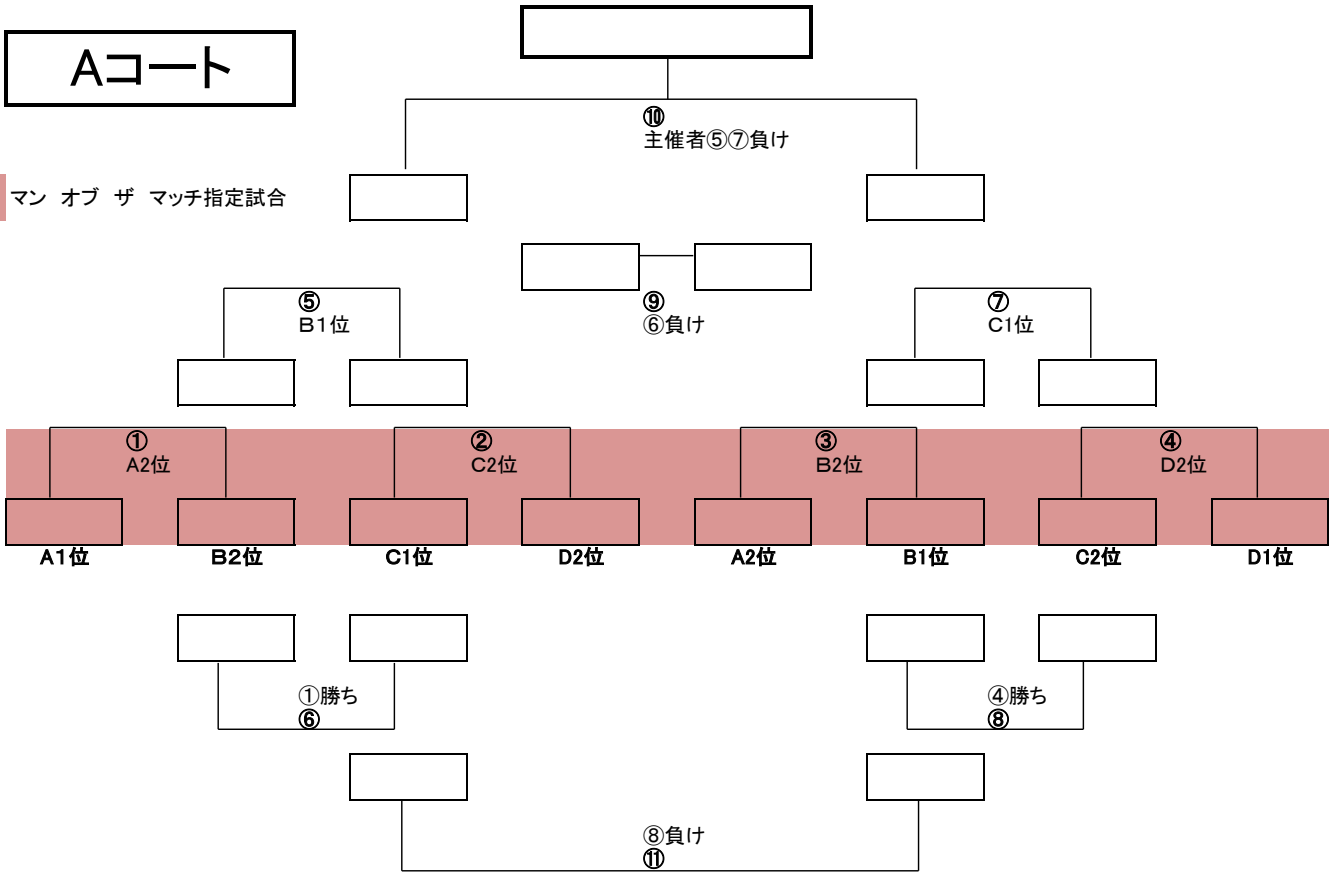 Aコート
⑩
主催者⑤⑦負け
マン オブ ザ マッチ指定試合
⑤
B1位
⑨
⑥負け
⑦
C1位
①
A2位
②
C2位
③
B2位
④
D2位
A1位
B2位
C1位
D2位
A2位
B1位
C2位
D1位
①勝ち
⑥
④勝ち
⑧
⑧負け
⑪